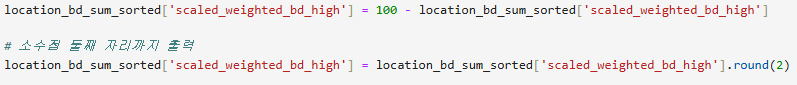 location_bd_sum_sorted['scaled_weighted_bd_high'] = 100 - location_bd_sum_sorted['scaled_weighted_bd_high']
# 소수점 둘째 자리까지 출력
location_bd_sum_sorted['scaled_weighted_bd_high'] = location_bd_sum_sorted['scaled_weighted_bd_high'].round(2)